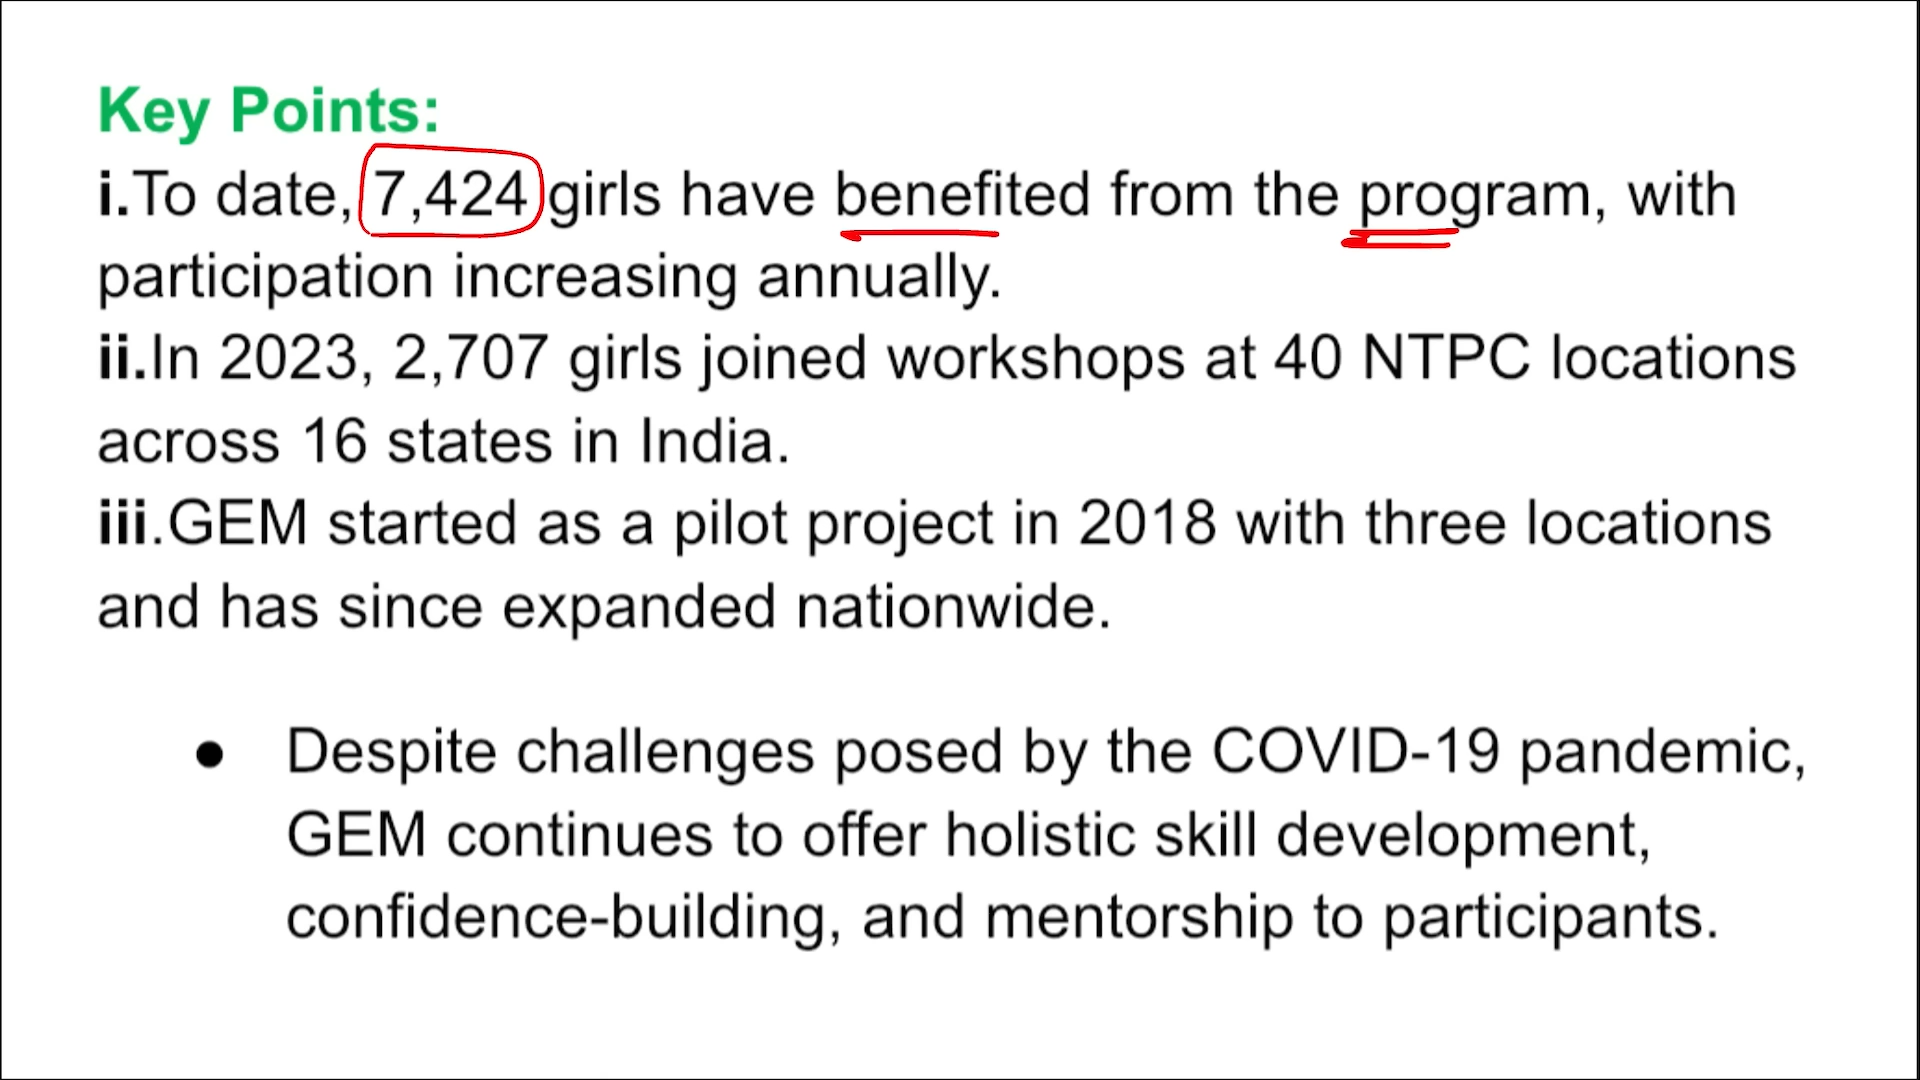 Key Points:
i.To date, 7,424 girls have benefited from the program, with
participation increasing annually.
ii.In 2023, 2,707 girls joined workshops at 40 NTPC locations
across 16 states in India.
iii.GEM started as a pilot project in 2018 with three locations
and has since expanded nationwide.
● Despite challenges posed by the COVID-19 pandemic,
GEM continues to offer holistic skill development,
confidence-building, and mentorship to participants.